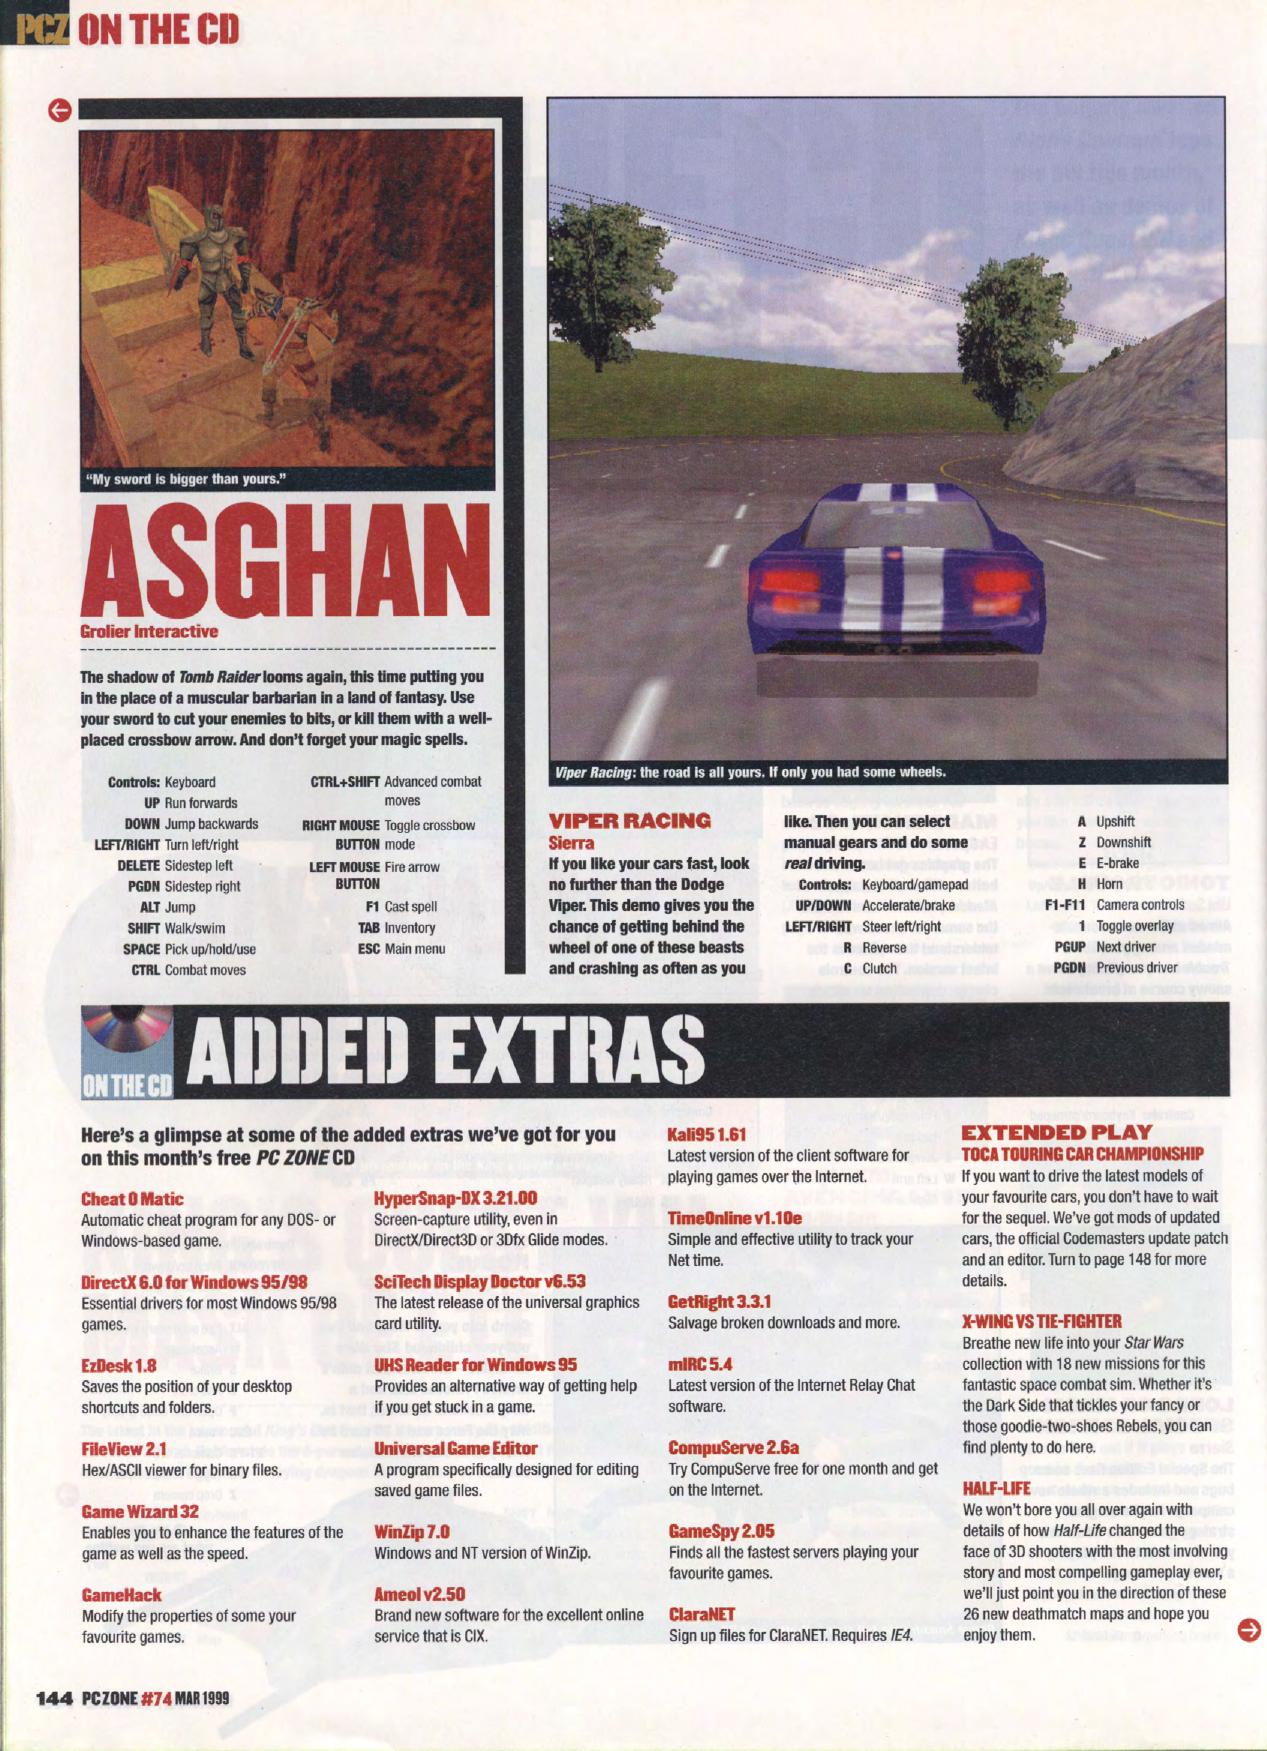 PCZ ON THE CD
"My sword is bigger than yours."
ASGHAN
Grolier Interactive
The shadow of Tomb Raider looms again, this time putting you
in the place of a muscular barbarian in a land of fantasy. Use
your sword to cut your enemies to bits, or kill them with a well-
placed crossbow arrow. And don't forget your magic spells.
Controls: Keyboard
UP Run forwards
DOWN Jump backwards
LEFT/RIGHT Turn left/right
DELETE Sidestep left
PGDN Sidestep right
ALT Jump
SHIFT Walk/swim
SPACE Pick up/hold/use
CTRL Combat moves
CTRL+SHIFT Advanced combat
moves
RIGHT MOUSE Toggle crossbow
BUTTON mode
LEFT MOUSE Fire arrow
BUTTON
F1 Cast spell
TAB Inventory
ESC Main menu
Viper Racing: the road is all yours. If only you had some wheels.
VIPER RACING
Sierra
If you like your cars fast, look
no further than the Dodge
Viper. This demo gives you the
chance of getting behind the
wheel of one of these beasts
and crashing as often as you
like. Then you can select
manual gears and do some
real driving.
Controls: Keyboard/gamepad
UP/DOWN Accelerate/brake
LEFT/RIGHT Steer left/right
R Reverse
C Clutch
A Upshift
Z Downshift
E E-brake
H Horn
F1-F11 Camera controls
1 Toggle overlay
PGUP Next driver
PGDN Previous driver
ON THE CD
ADDED EXTRAS
Here's a glimpse at some of the added extras we've got for you
on this month's free PC ZONE CD
Cheat O Matic
Automatic cheat program for any DOS- or
Windows-based game.
DirectX 6.0 for Windows 95/98
Essential drivers for most Windows 95/98
games.
EzDesk 1.8
Saves the position of your desktop
shortcuts and folders.
FileView 2.1
Hex/ASCII viewer for binary files.
Game Wizard 32
Enables you to enhance the features of the
game as well as the speed.
GameHack
Modify the properties of some your
favourite games.
HyperSnap-DX 3.21.00
Screen-capture utility, even in
DirectX/Direct3D or 3Dfx Glide modes.
SciTech Display Doctor v6.53
The latest release of the universal graphics
card utility.
UHS Reader for Windows 95
Provides an alternative way of getting help
if you get stuck in a game.
Universal Game Editor
A program specifically designed for editing
saved game files.
WinZip 7.0
Windows and NT version of WinZip.
Ameol v2.50
Brand new software for the excellent online
service that is CIX.
Kali95 1.61
Latest version of the client software for
playing games over the Internet.
TimeOnline v1.10e
Simple and effective utility to track your
Net time.
GetRight 3.3.1
Salvage broken downloads and more.
mIRC 5.4
Latest version of the Internet Relay Chat
software.
CompuServe 2.6a
Try CompuServe free for one month and get
on the Internet.
GameSpy 2.05
Finds all the fastest servers playing your
favourite games.
ClaraNET
Sign up files for ClaraNET. Requires IE4.
EXTENDED PLAY
TOCA TOURING CAR CHAMPIONSHIP
If you want to drive the latest models of
your favourite cars, you don't have to wait
for the sequel. We've got mods of updated
cars, the official Codemasters update patch
and an editor. Turn to page 148 for more
details.
X-WING VS TIE-FIGHTER
Breathe new life into your Star Wars
collection with 18 new missions for this
fantastic space combat sim. Whether it's
the Dark Side that tickles your fancy or
those goodie-two-shoes Rebels, you can
find plenty to do here.
HALF-LIFE
We won't bore you all over again with
details of how Half-Life changed the
face of 3D shooters with the most involving
story and most compelling gameplay ever,
we'll just point you in the direction of these
26 new deathmatch maps and hope you
enjoy them.
144 PC ZONE #74 MAR 1999